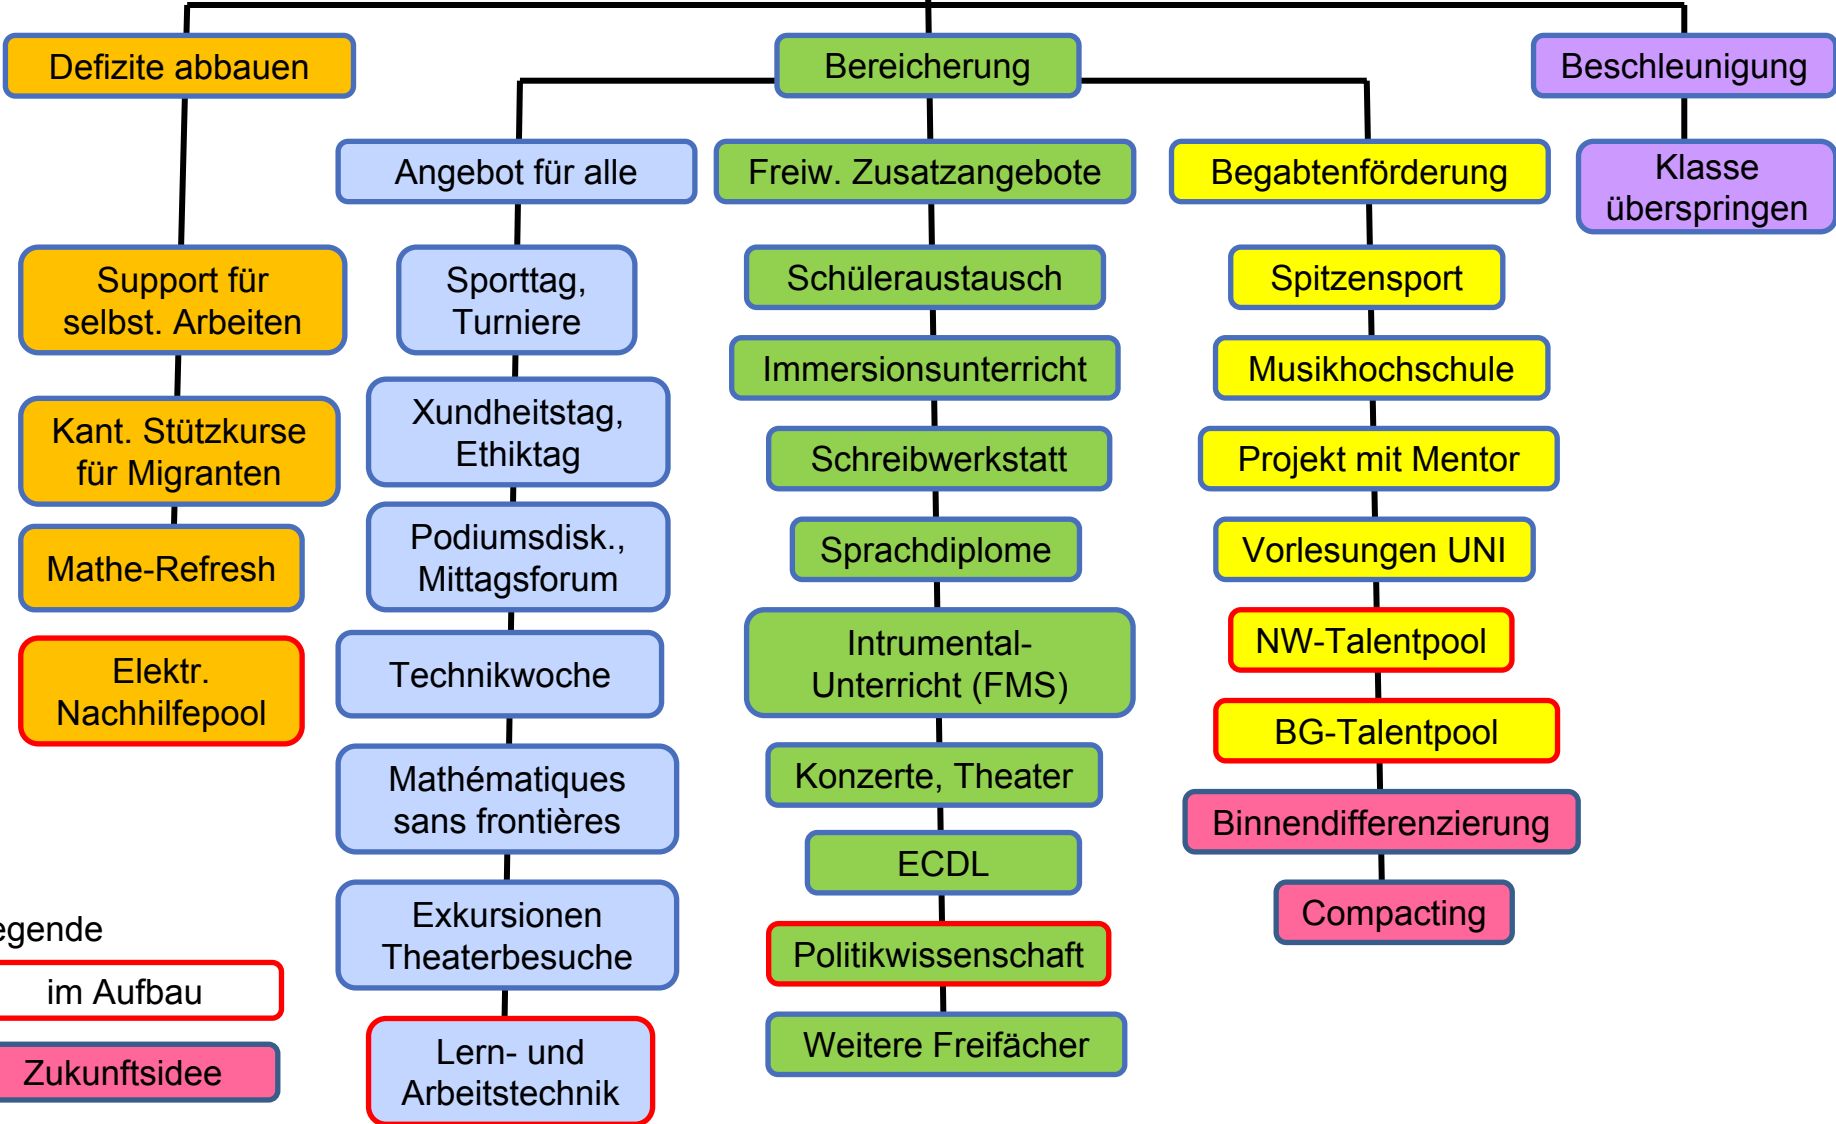 Defizite abbauen
Bereicherung
Beschleunigung
Angebot für alle
Freiw. Zusatzangebote
Begabtenförderung
Klasse
überspringen
Support für
selbst. Arbeiten
Kant. Stützkurse
für Migranten
Mathe-Refresh
Elektr.
Nachhilfepool
Sporttag,
Turniere
Xundheitstag,
Ethiktag
Podiumsdisk.,
Mittagsforum
Technikwoche
Mathématiques
sans frontières
Exkursionen
Theaterbesuche
Lern- und
Arbeitstechnik
Schüleraustausch
Immersionsunterricht
Schreibwerkstatt
Sprachdiplome
Intrumental-
Unterricht (FMS)
Konzerte, Theater
ECDL
Politikwissenschaft
Weitere Freifächer
Spitzensport
Musikhochschule
Projekt mit Mentor
Vorlesungen UNI
NW-Talentpool
BG-Talentpool
Binnendifferenzierung
Compacting
egende
im Aufbau
Zukunftsidee